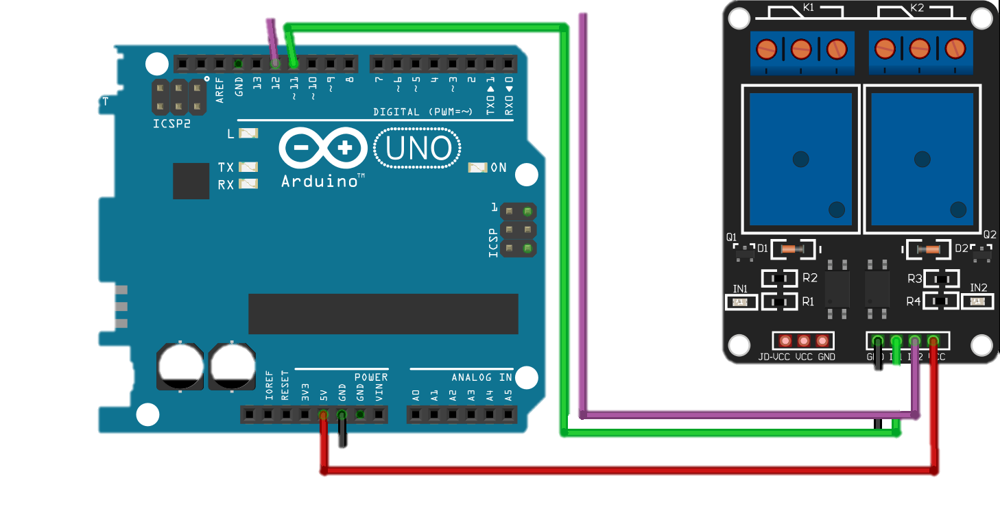 K1
K2
T
AREF
GND
13
12
~11
~10
~9
8
7
~6
~5
4
~3
2
TX0▶1
RX0◀0
DIGITAL (PWM=~)
ICSP2
L
TX
RX
UNO
Arduino™
ON
1
ICSP
Q1
D1
D2
Q2
R2
R3
IN1
R1
R4
IN2
JD-VCC VCC GND
IOREF
RESET
3V3
5V
GND
GND
VIN
POWER
ANALOG IN
A0
A1
A2
A3
A4
A5